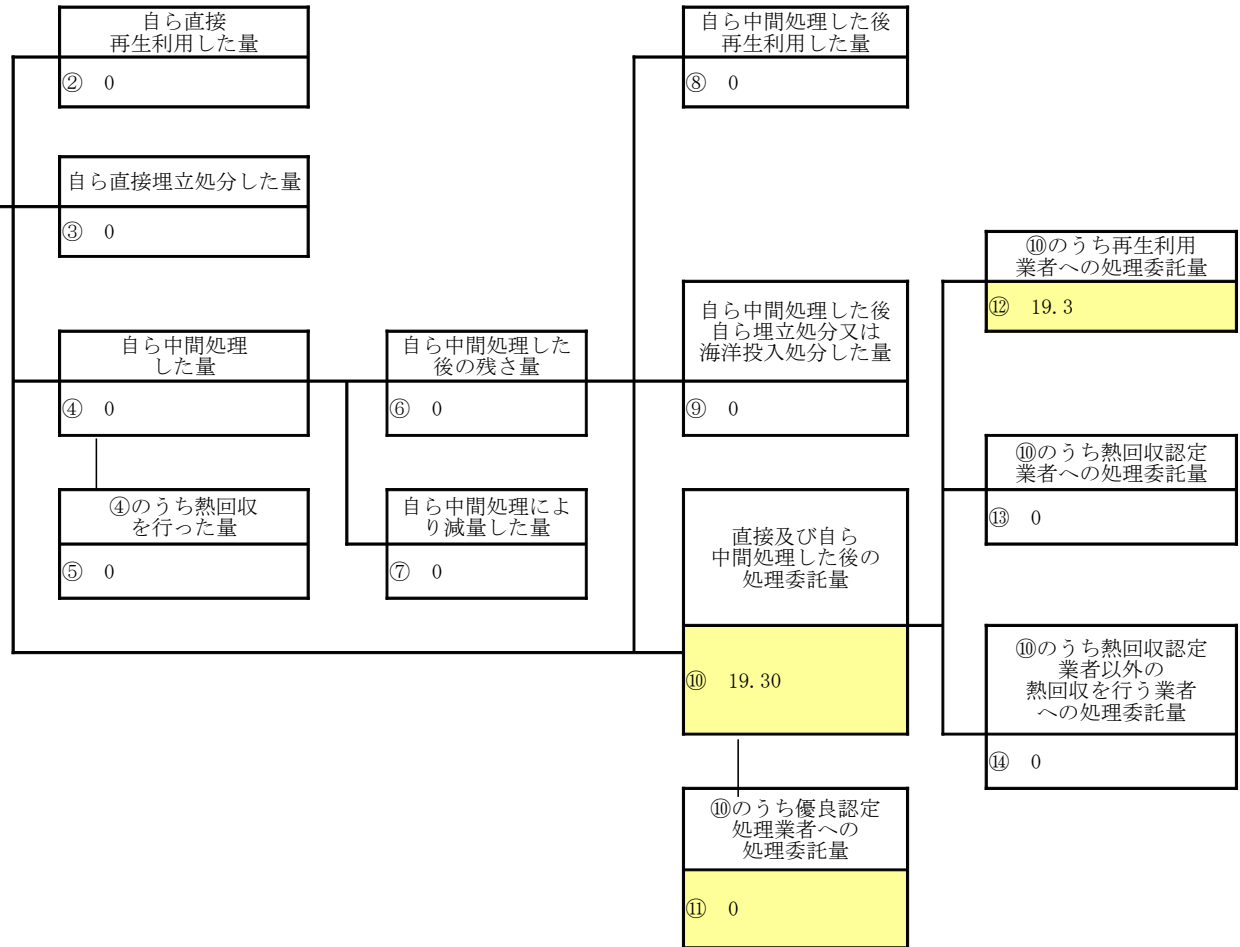 自ら直接
再生利用した量
② 0
自ら直接埋立処分した量
③ 0
自ら中間処理
した量
④ 0
④のうち熱回収
を行った量
⑤ 0
自ら中間処理した
後の残さ量
⑥ 0
自ら中間処理によ
り減量した量
⑦ 0
自ら中間処理した後
再生利用した量
⑧ 0
自ら中間処理した後
自ら埋立処分又は
海洋投入処分した量
⑨ 0
直接及び自ら
中間処理した後の
処理委託量
⑩ 19.30
⑩のうち優良認定
処理業者への
処理委託量
⑪ 0
⑩のうち再生利用
業者への処理委託量
⑫ 19.3
⑩のうち熱回収認定
業者への処理委託量
⑬ 0
⑩のうち熱回収認定
業者以外の
熱回収を行う業者
への処理委託量
⑭ 0